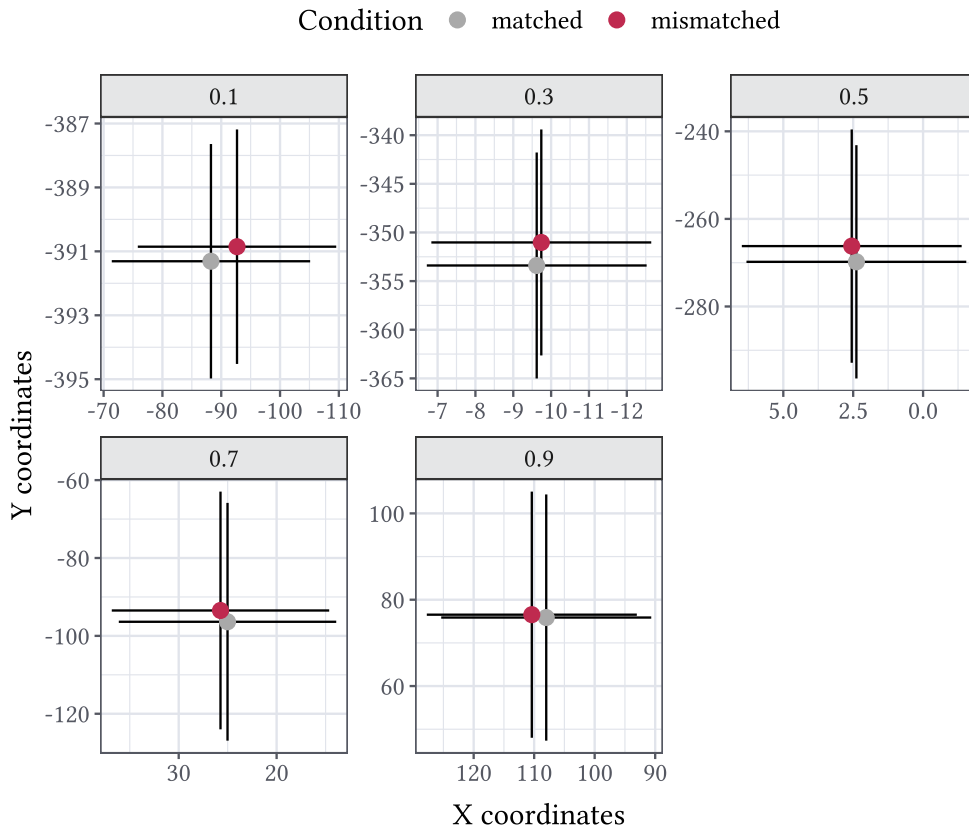 Condition matched mismatched
0.1 0.3 0.5
-387 -340 -240
-389 -345
-391 -350 -260
-393 -355 -280
-395 -360
-365
-70 -80 -90 -100 -110 -7 -8 -9 -10 -11 -12 5.0 2.5 0.0
Y coordinates
0.7 0.9
-60 100
-80 80
-100 60
-120
30 20 120 110 100 90
X coordinates